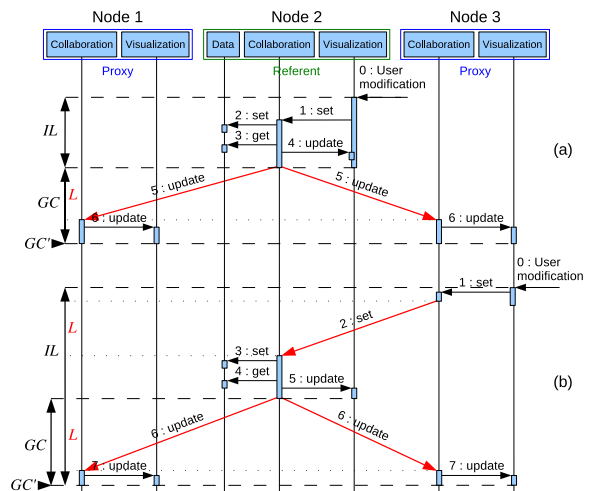 Node 1
Node 2
Node 3
Collaboration
Visualization
Data
Collaboration
Visualization
Collaboration
Visualization
Proxy
Referent
Proxy
0 : User
modification
2 : set
1 : set
3 : get
4 : update
IL
(a)
5 : update
5 : update
L
GC
6 : update
6 : update
GC'
0 : User
modification
1 : set
L
2 : set
IL
3 : set
4 : get
5 : update
(b)
6 : update
6 : update
L
GC
7 : update
7 : update
GC'